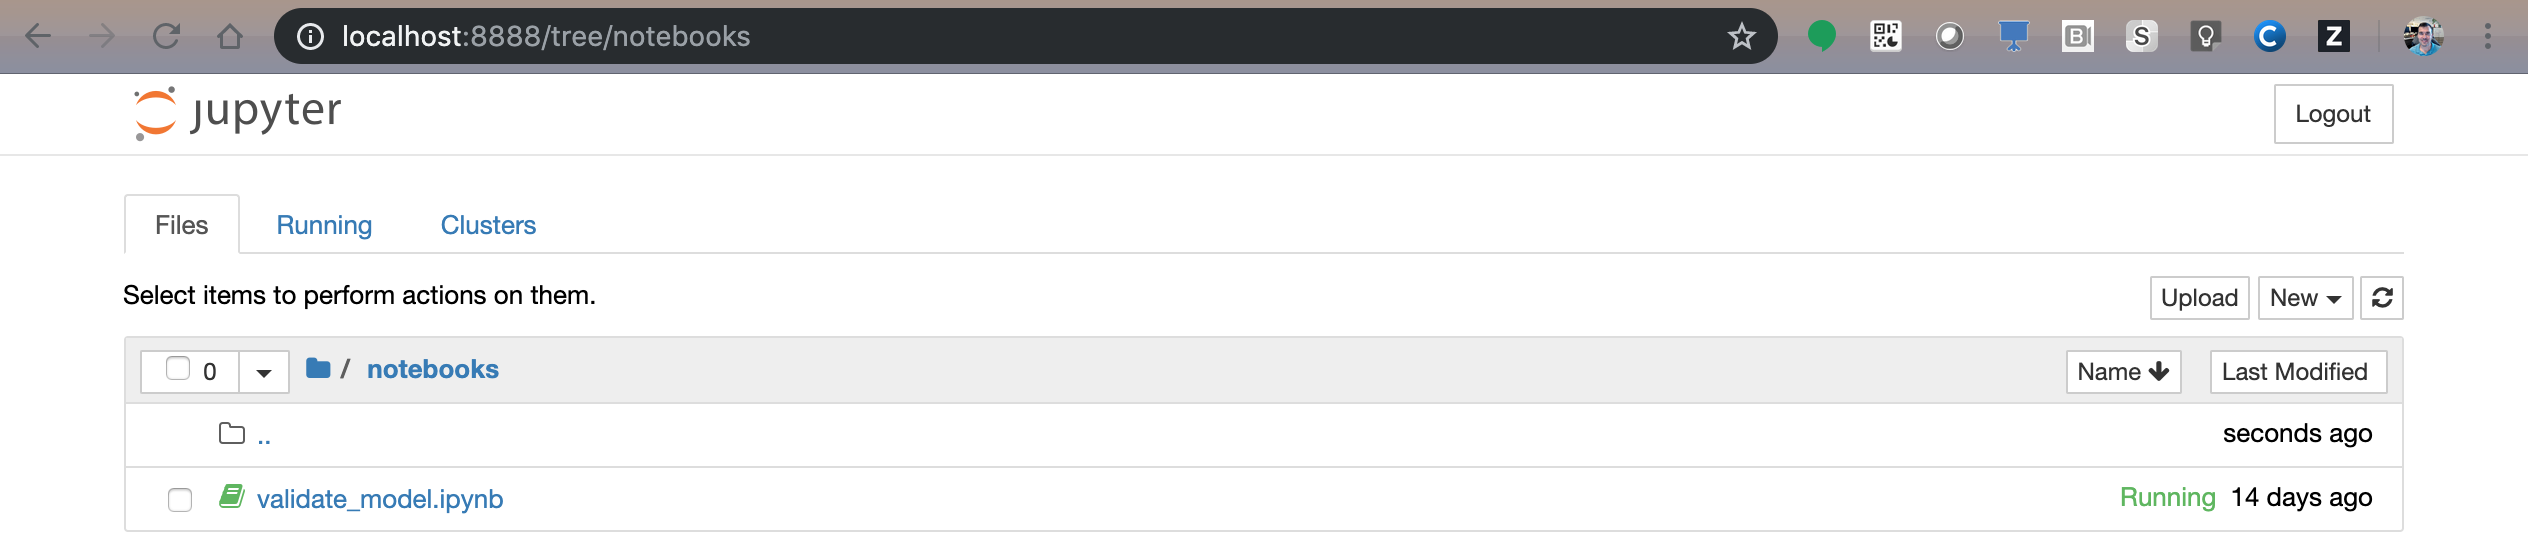 localhost:8888/tree/notebooks
B S C Z
jupyter
Logout
Files Running Clusters
Select items to perform actions on them.
Upload New
0 / notebooks Name Last Modified
.. seconds ago
validate_model.ipynb Running 14 days ago